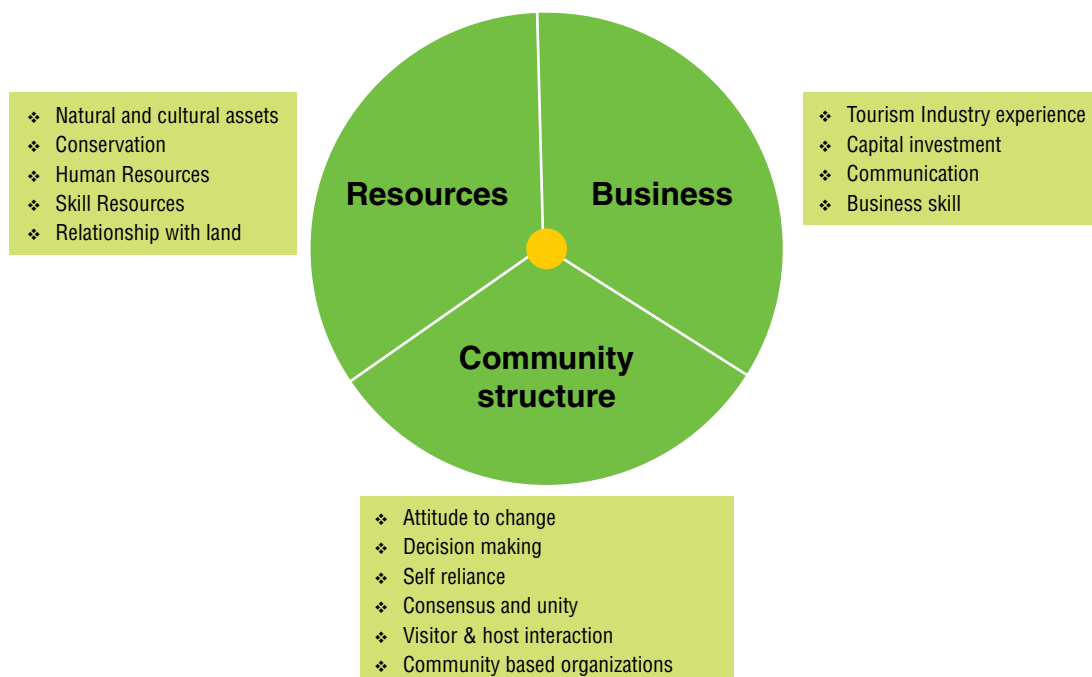 ❖ Natural and cultural assets
❖ Conservation
❖ Human Resources
❖ Skill Resources
❖ Relationship with land
Resources
Business
Community
structure
❖ Tourism Industry experience
❖ Capital investment
❖ Communication
❖ Business skill
❖ Attitude to change
❖ Decision making
❖ Self reliance
❖ Consensus and unity
❖ Visitor & host interaction
❖ Community based organizations